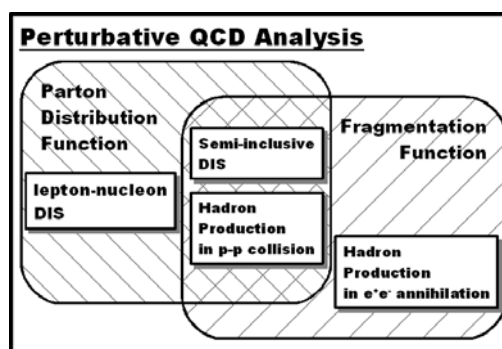 Perturbative QCD Analysis
Parton
Distribution
Function
Fragmentation
Function
Semi-inclusive
DIS
lepton-nucleon
DIS
Hadron
Production
in p-p collision
Hadron
Production
in e⁺e⁻ annihilation